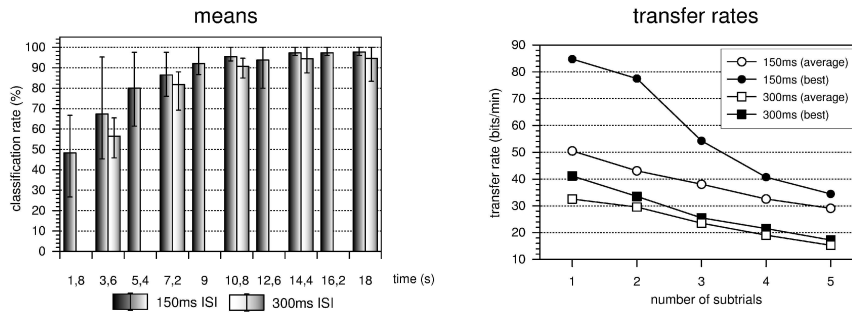 means
classification rate (%)
100
90
80
70
60
50
40
30
20
10
0
1,8 3,6 5,4 7,2 9 10,8 12,6 14,4 16,2 18 time (s)
150ms ISI 300ms ISI
transfer rates
transfer rate (bits/min)
90
80
70
60
50
40
30
20
10
150ms (average)
150ms (best)
300ms (average)
300ms (best)
1 2 3 4 5
number of subtrials